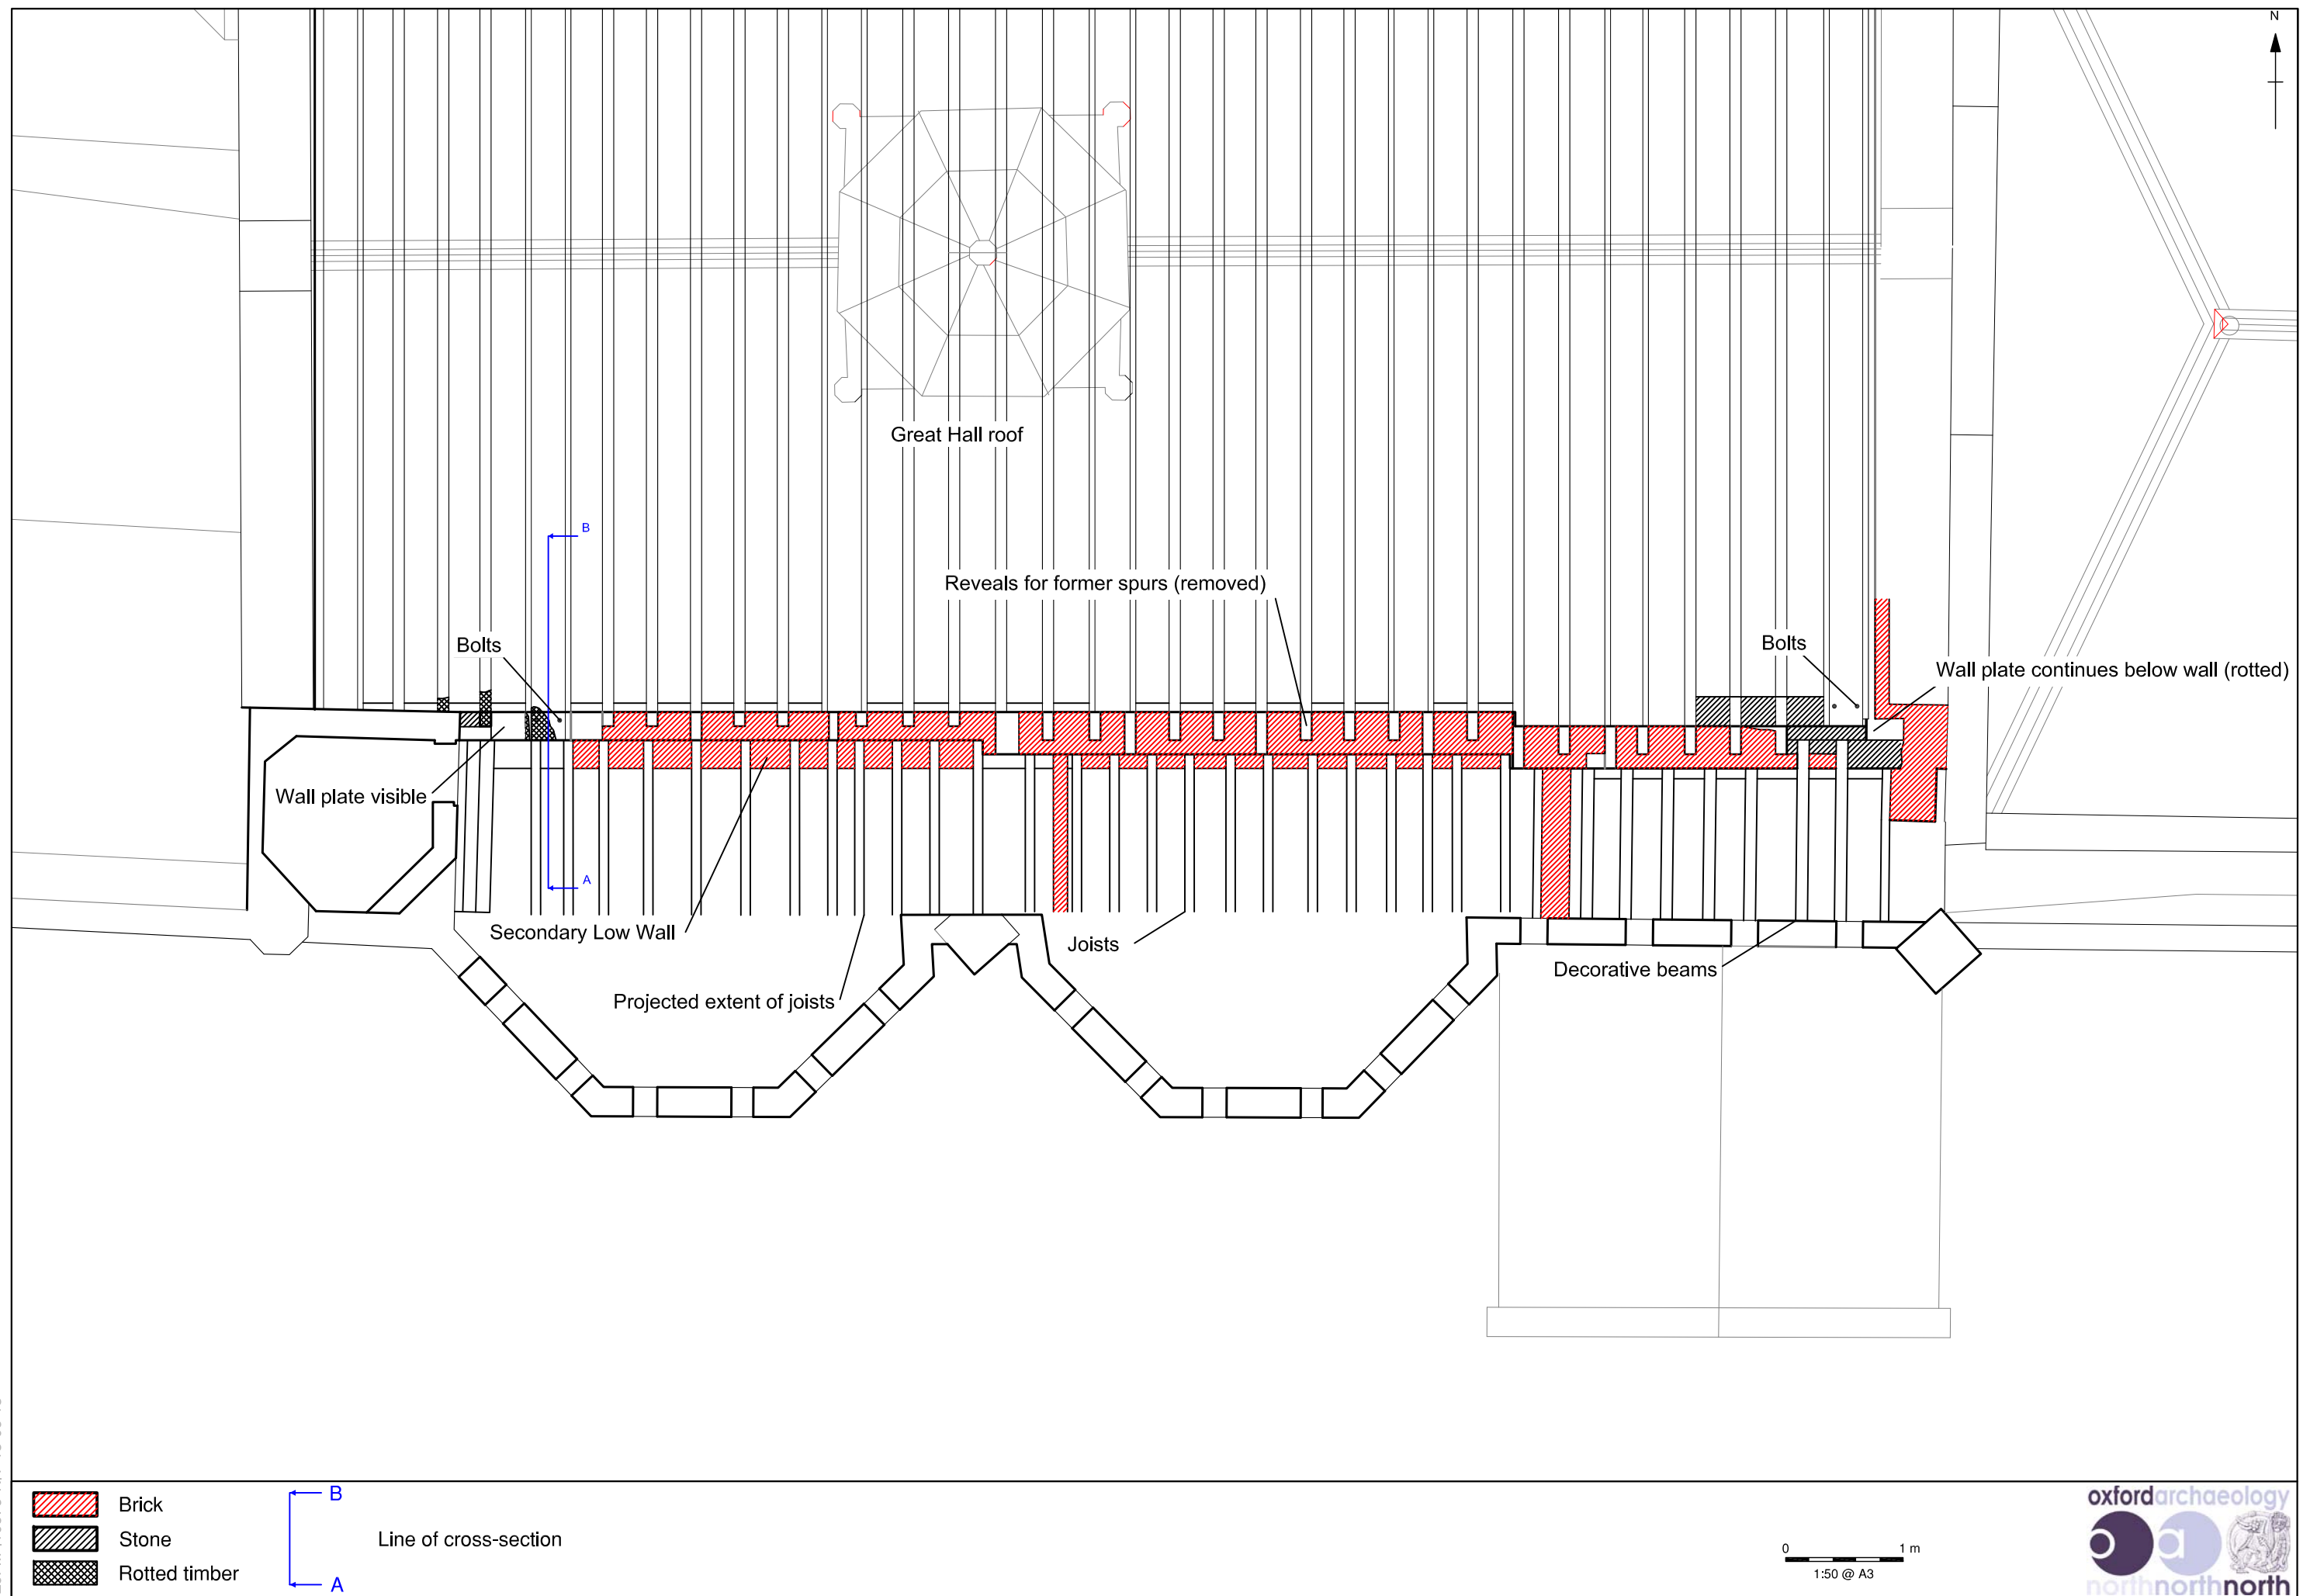 N
Great Hall roof
B
Reveals for former spurs (removed)
Bolts
Bolts
Wall plate continues below wall (rotted)
Wall plate visible
A
Secondary Low Wall
Joists
Decorative beams
Projected extent of joists
Brick
Stone
Rotted timber
B
A
Line of cross-section
0 1 m
1:50 @ A3
oxfordarchaeology
oa
northnorthnorth